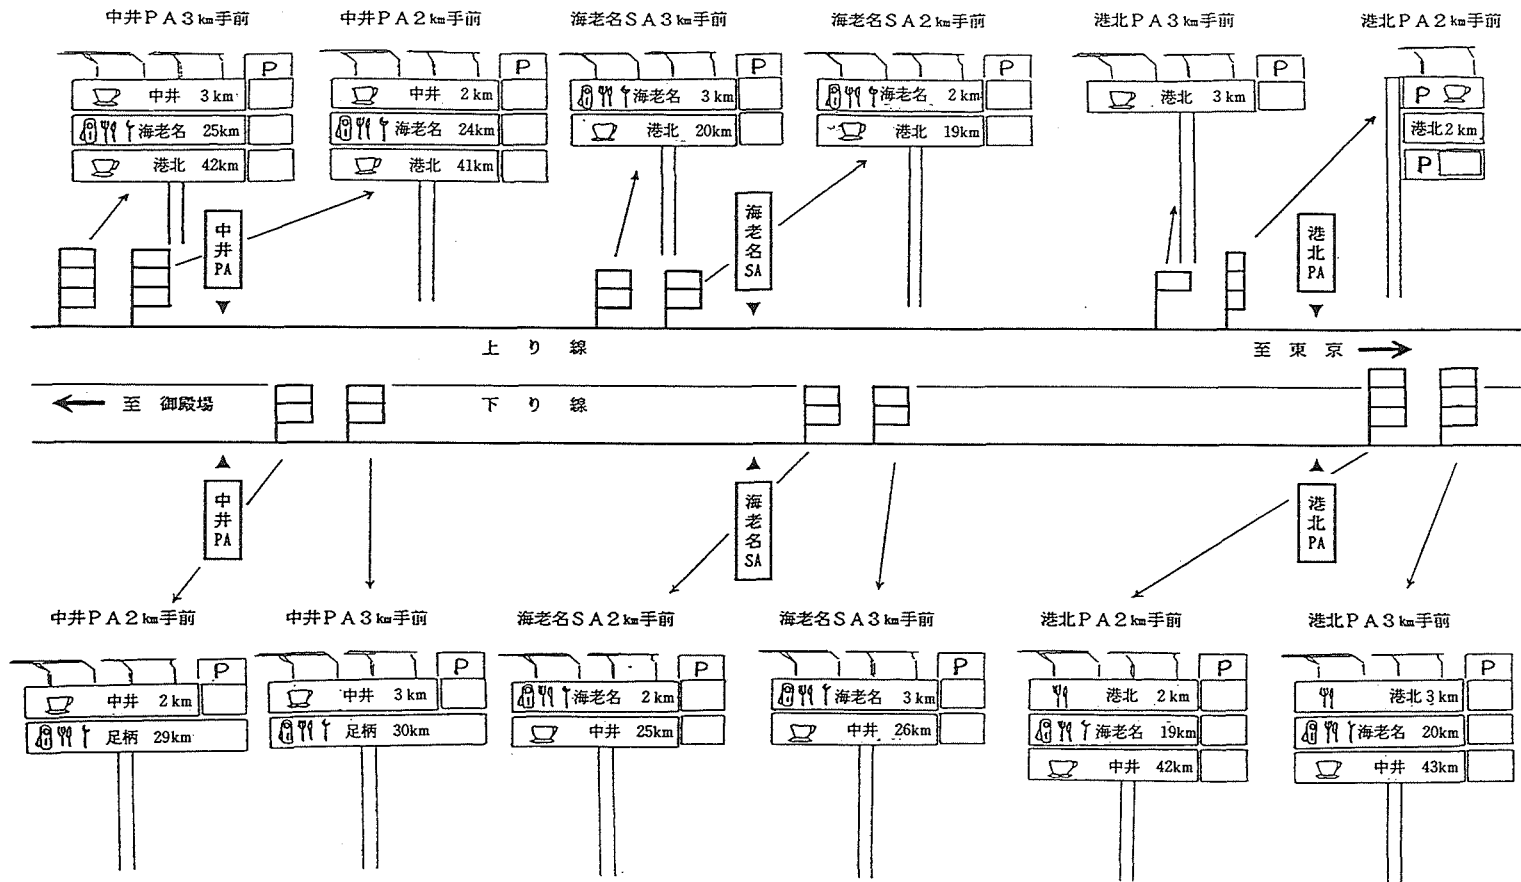 中井ＰＡ３km手前
中井ＰＡ２km手前
海老名ＳＡ３km手前
海老名ＳＡ２km手前
港北ＰＡ３km手前
港北ＰＡ２km手前
P
中井 3km
海老名 25km
港北 42km
P
中井 2km
海老名 24km
港北 41km
P
海老名 3km
港北 20km
P
海老名 2km
港北 19km
P
港北 3km
P
港北2km
P
中井PA
海老名SA
港北PA
上り線
至東京
至 御殿場
下り線
中井PA
海老名SA
港北PA
中井ＰＡ２km手前
中井ＰＡ３km手前
海老名ＳＡ２km手前
海老名ＳＡ３km手前
港北ＰＡ２km手前
港北ＰＡ３km手前
P
中井 2km
足柄 29km
P
中井 3km
足柄 30km
P
海老名 2km
中井 25km
P
海老名 3km
中井 26km
P
港北 2km
海老名 19km
中井 42km
P
港北 3km
海老名 20km
中井 43km